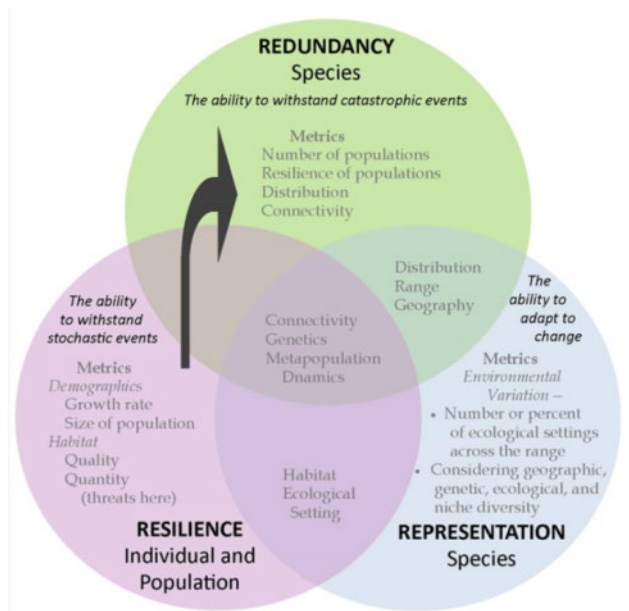 REDUNDANCY
Species
The ability to withstand catastrophic events
Metrics
Number of populations
Resilience of populations
Distribution
Connectivity
Distribution
Range
Geography
The ability
to withstand
stochastic events
Metrics
Demographics
Growth rate
Size of population
Habitat
Quality
Quantity
(threats here)
RESILIENCE
Individual and
Population
Connectivity
Genetics
Metapopulation
Dnamics
Habitat
Ecological
Setting
The
ability to
adapt to
change
Metrics
Environmental
Variation –
• Number or percent
of ecological settings
across the range
• Considering geographic,
genetic, ecological, and
niche diversity
REPRESENTATION
Species